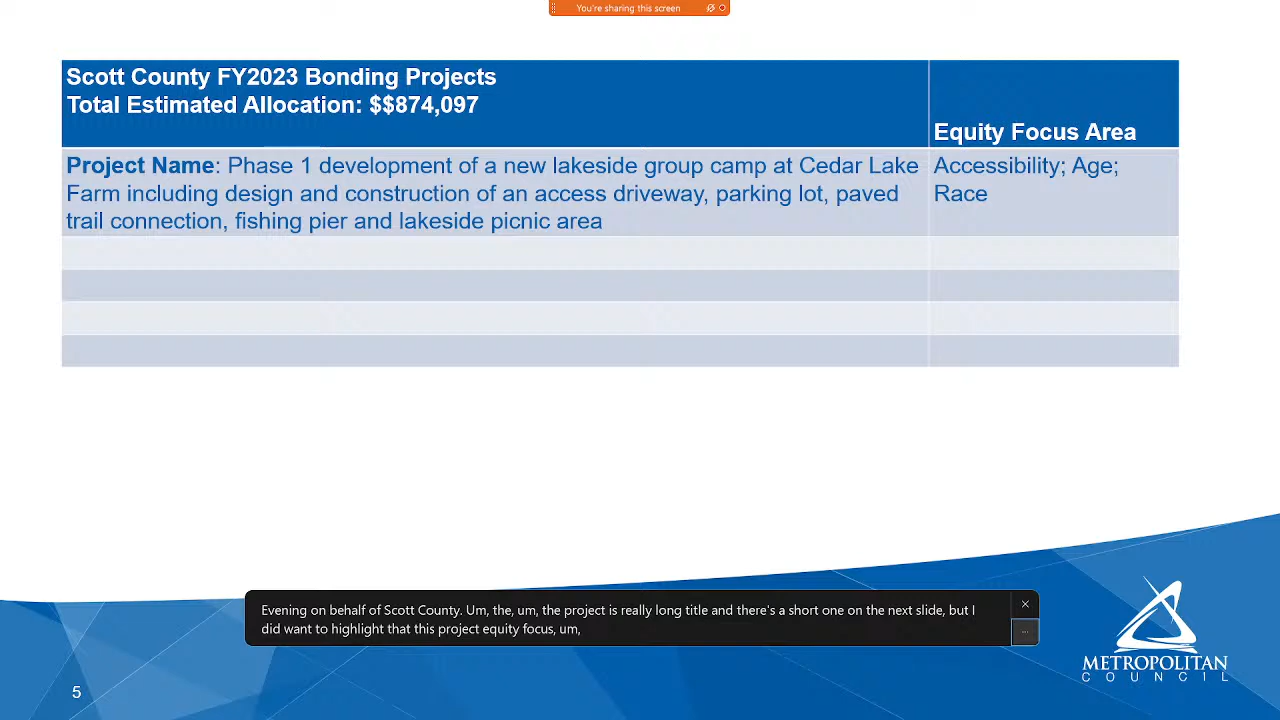 You're sharing this screen
Scott County FY2023 Bonding Projects
Total Estimated Allocation: $$874,097
Equity Focus Area
Project Name: Phase 1 development of a new lakeside group camp at Cedar Lake
Farm including design and construction of an access driveway, parking lot, paved
trail connection, fishing pier and lakeside picnic area
Accessibility; Age;
Race
Evening on behalf of Scott County. Um, the, um, the project is really long title and there's a short one on the next slide, but I
did want to highlight that this project equity focus, um,
METROPOLITAN
COUNCIL
5